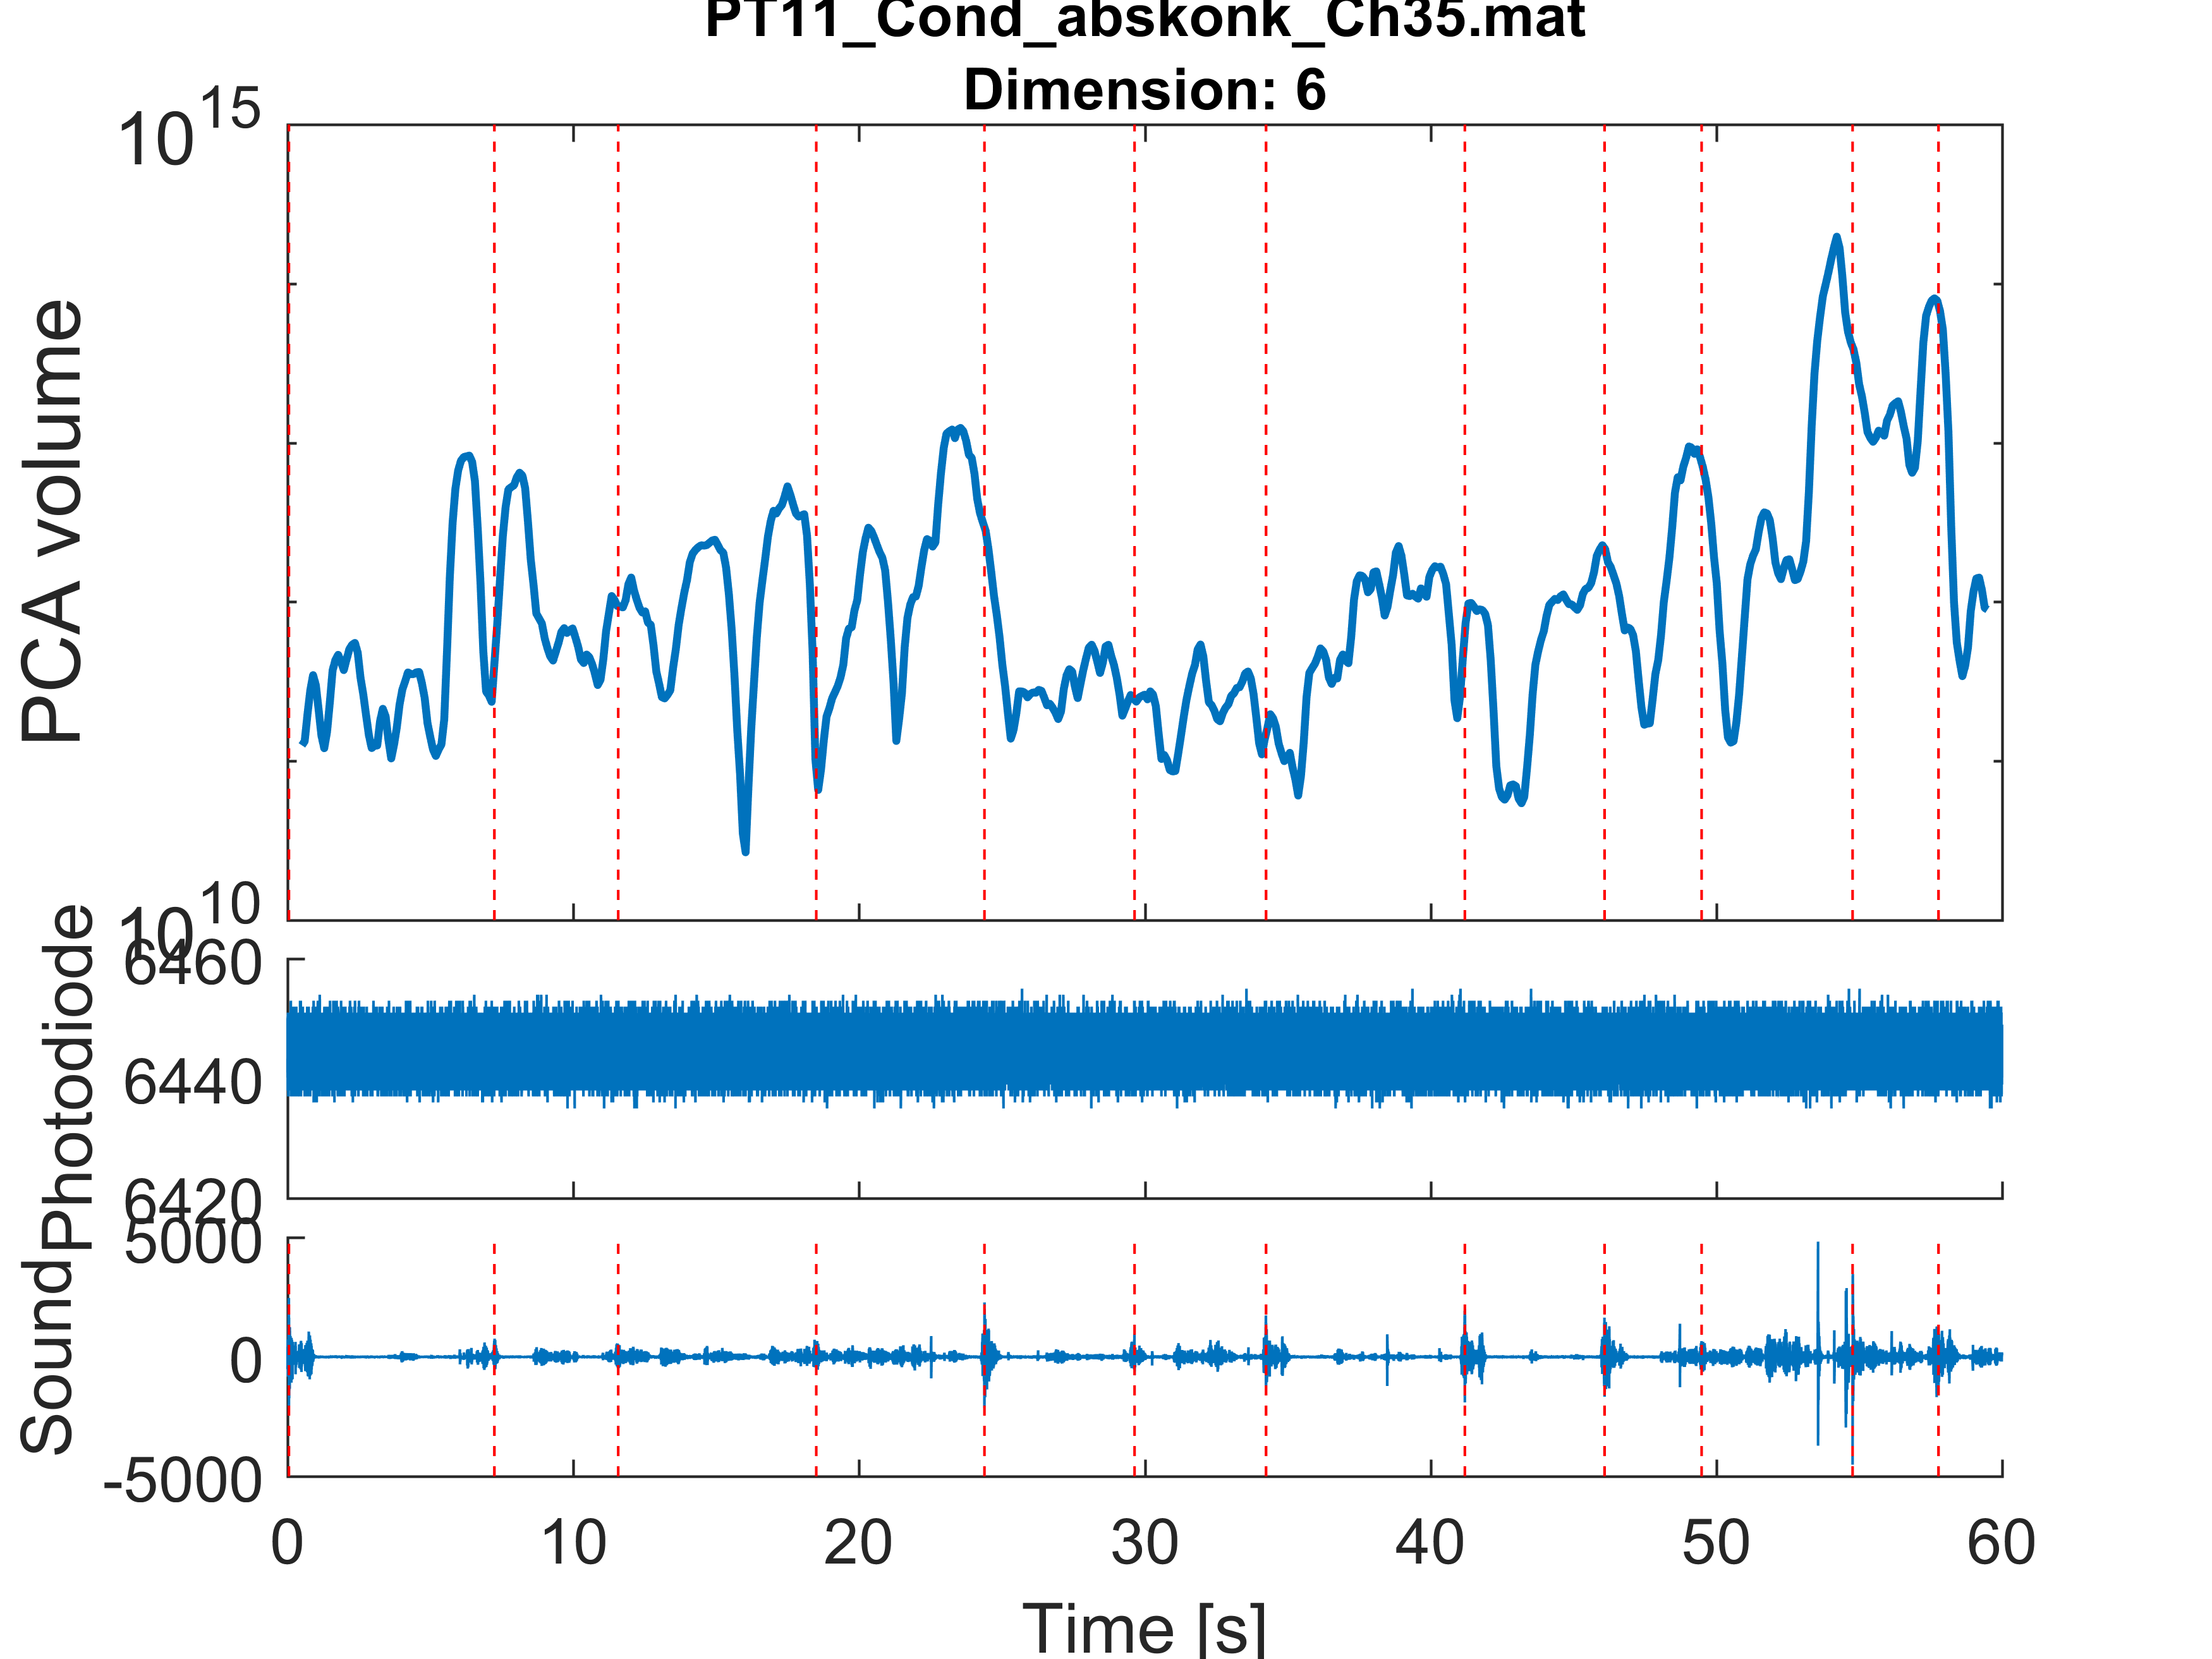 PT11_Cond_abskonk_Ch35.mat
Dimension: 6
10^15
PCA volume
10^10
6460
Photodiode
6440
6420
5000
Sound
0
-5000
0 10 20 30 40 50 60
Time [s]